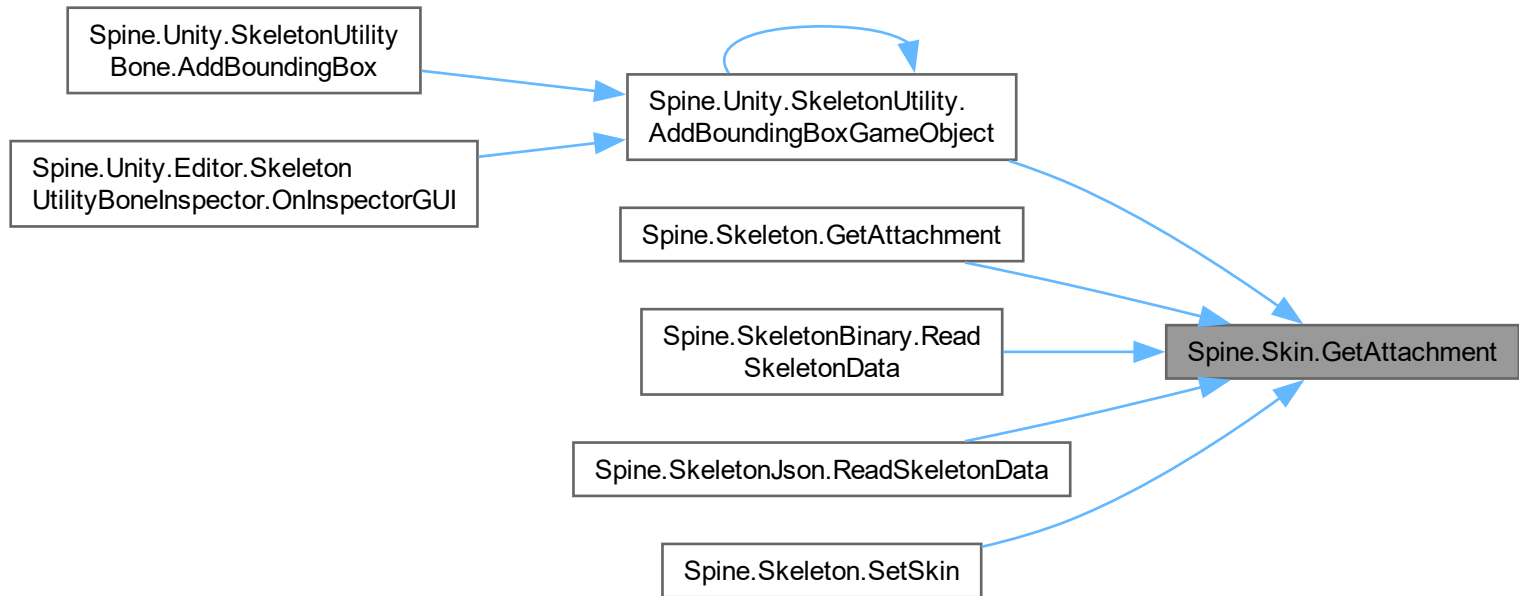 Spine.Unity.SkeletonUtility
Bone.AddBoundingBox
Spine.Unity.Editor.Skeleton
UtilityBoneInspector.OnInspectorGUI
Spine.Unity.SkeletonUtility.
AddBoundingBoxGameObject
Spine.Skeleton.GetAttachment
Spine.SkeletonBinary.Read
SkeletonData
Spine.SkeletonJson.ReadSkeletonData
Spine.Skeleton.SetSkin
Spine.Skin.GetAttachment